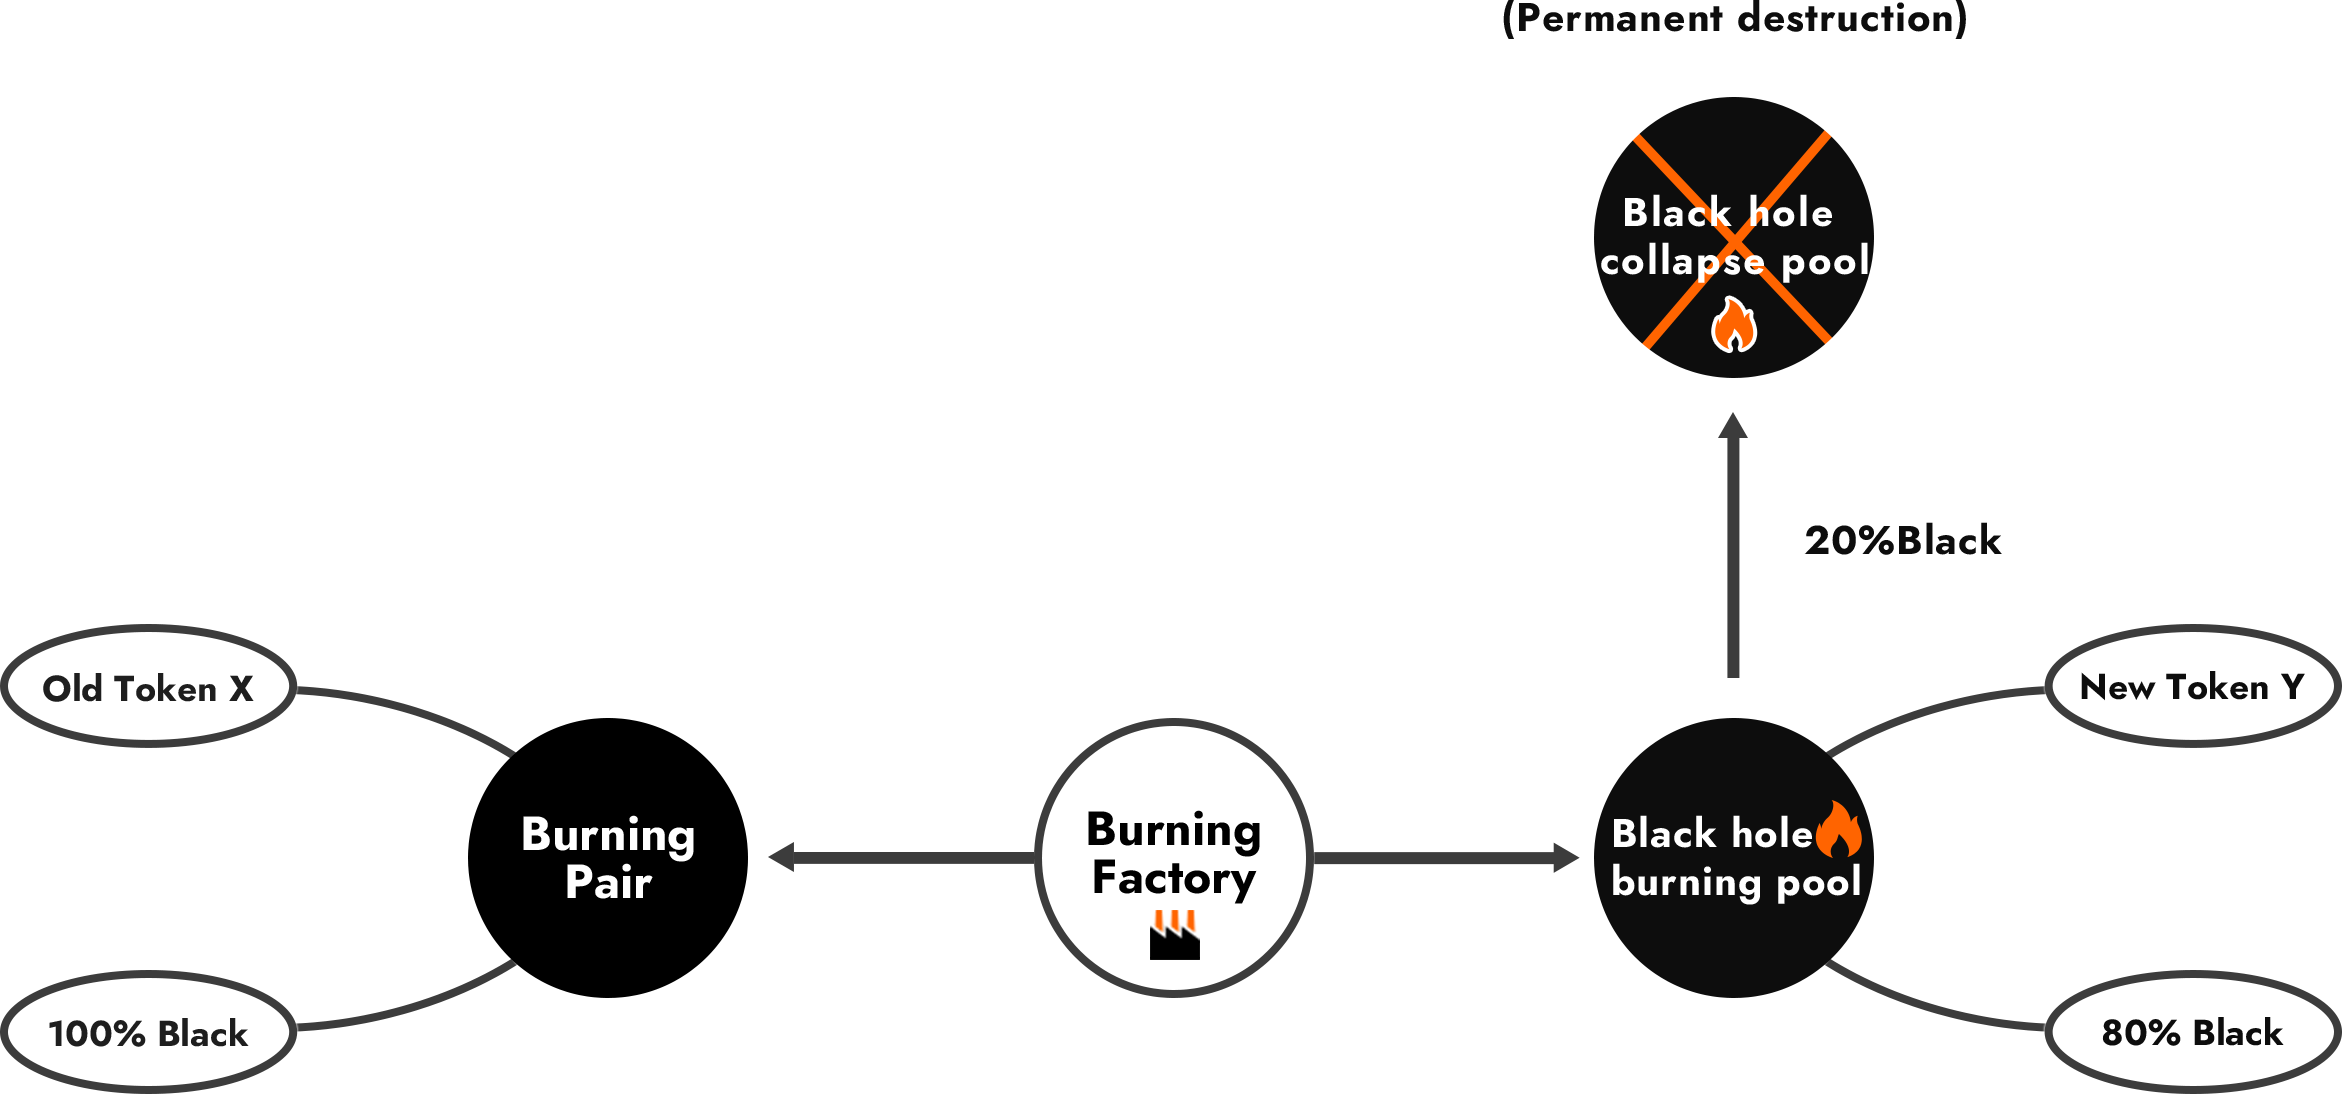 (Permanent destruction)
Black hole
collapse pool
20%Black
Old Token X
New Token Y
Burning
Pair
Burning
Factory
Black hole
burning pool
100% Black
80% Black